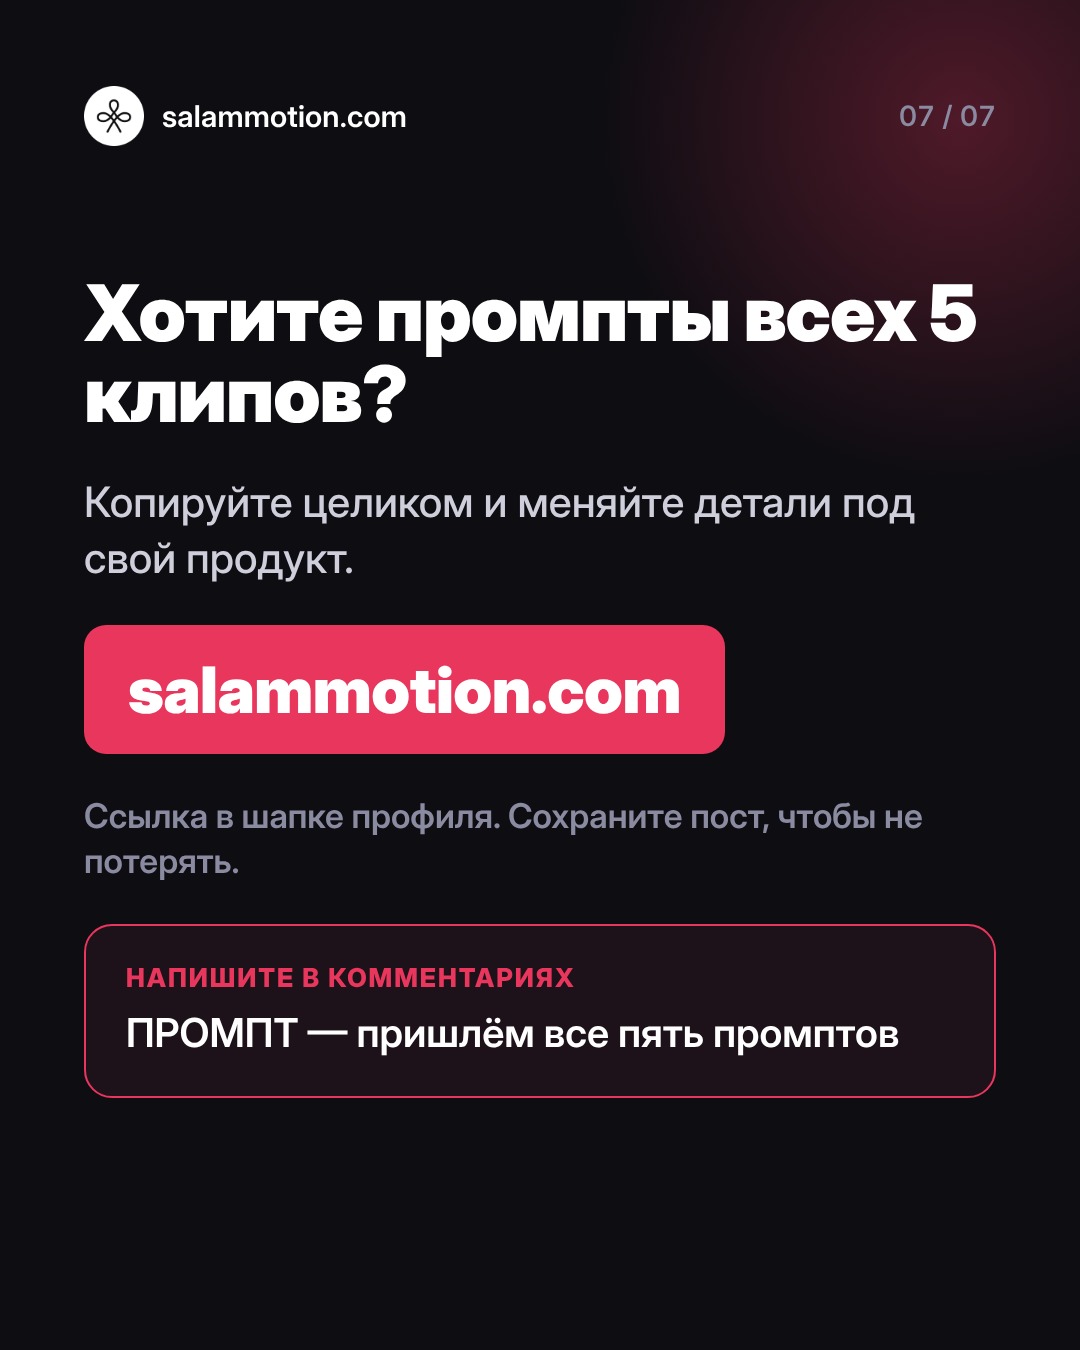 salammotion.com
07 / 07
Хотите промпты всех 5
клипов?
Копируйте целиком и меняйте детали под
свой продукт.
salammotion.com
Ссылка в шапке профиля. Сохраните пост, чтобы не
потерять.
НАПИШИТЕ В КОММЕНТАРИЯХ
ПРОМПТ — пришлём все пять промптов